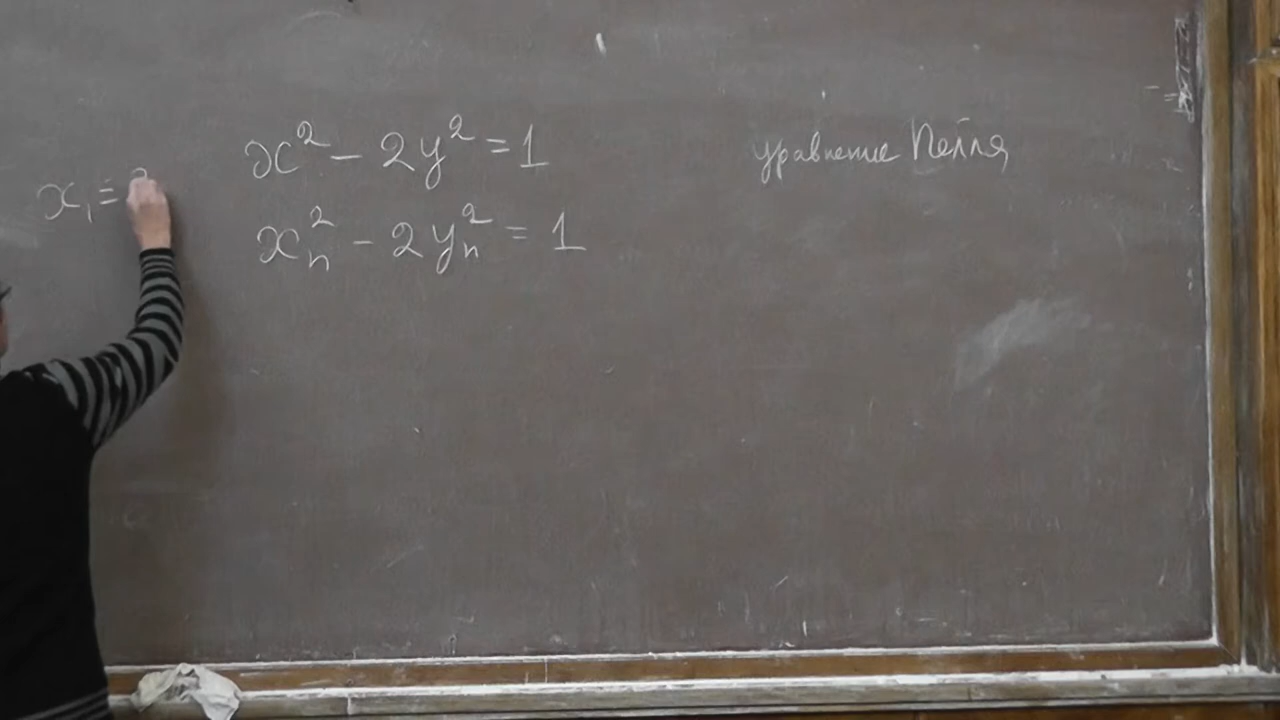 x² − 2y² = 1
уравнение Пелля
x₁ =
xₙ² − 2yₙ² = 1